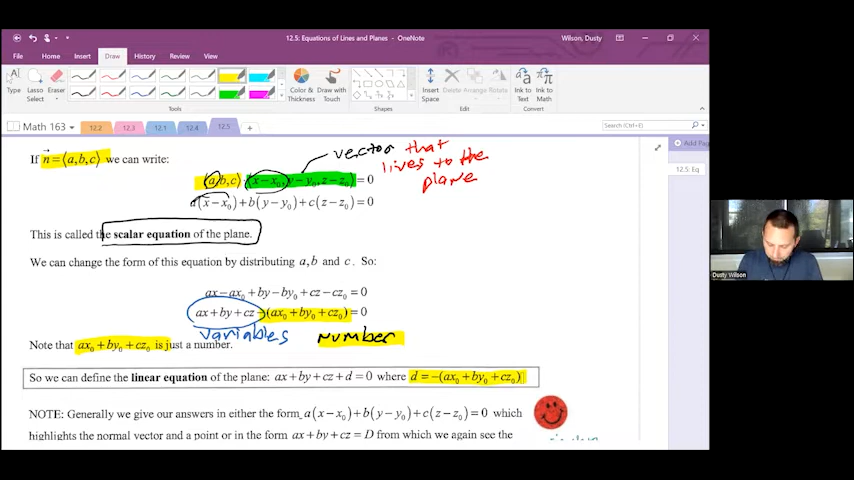 12.5: Equations of Lines and Planes - OneNote
Wilson, Dusty
File Home Insert Draw History Review View
Type Lasso Select Eraser
Color & Thickness Draw with Touch
Insert Space Delete Arrange Rotate
Ink to Text Ink to Math
Tools Shapes Edit Convert
Math 163 12.2 12.3 12.1 12.4 12.5
Search (Ctrl+E)
Add Pag
12.5: Eq
If n = ⟨a,b,c⟩ we can write:
vector that lives to the plane
⟨a,b,c⟩·⟨x−x₀, y−y₀, z−z₀⟩=0
a(x−x₀)+b(y−y₀)+c(z−z₀)=0
This is called the scalar equation of the plane.
We can change the form of this equation by distributing a,b and c. So:
ax−ax₀+by−by₀+cz−cz₀=0
ax+by+cz−(ax₀+by₀+cz₀)=0
variables number
Note that ax₀+by₀+cz₀ is just a number.
So we can define the linear equation of the plane: ax+by+cz+d=0 where d=−(ax₀+by₀+cz₀)
NOTE: Generally we give our answers in either the form a(x−x₀)+b(y−y₀)+c(z−z₀)=0 which
highlights the normal vector and a point or in the form ax+by+cz=D from which we again see the
Dusty Wilson